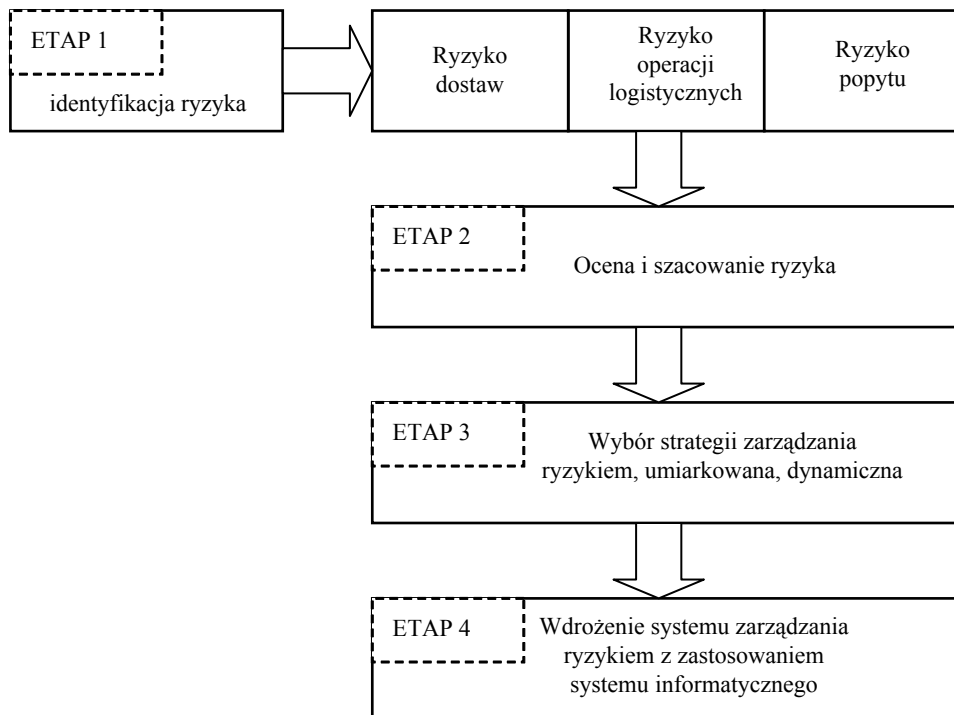 ETAP 1
identyfikacja ryzyka
Ryzyko
dostaw
Ryzyko
operacji
logistycznych
Ryzyko
popytu
ETAP 2
Ocena i szacowanie ryzyka
ETAP 3
Wybór strategii zarządzania
ryzykiem, umiarkowana, dynamiczna
ETAP 4
Wdrożenie systemu zarządzania
ryzykiem z zastosowaniem
systemu informatycznego